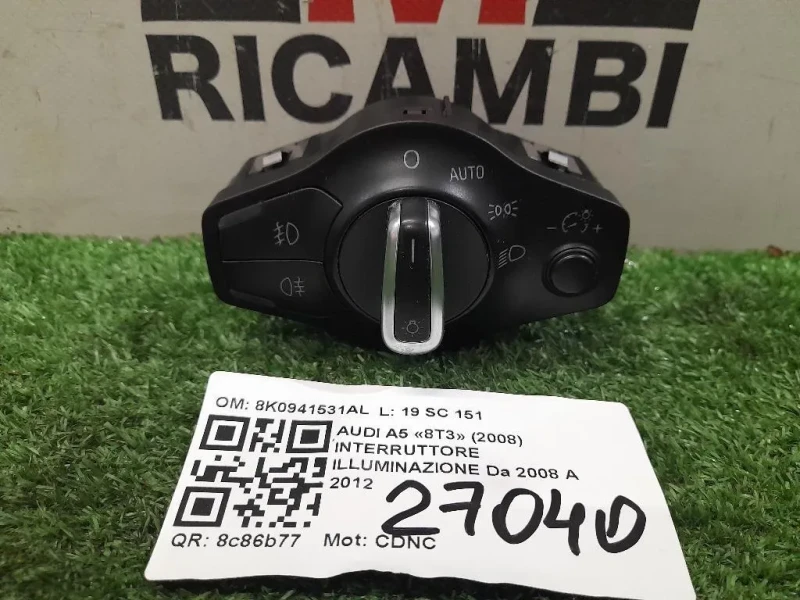 M
RICAMBI
O
AUTO
- +
OM: 8K0941531AL L: 19 SC 151
AUDI A5 «8T3» (2008)
INTERRUTTORE
ILLUMINAZIONE Da 2008 A
2012
2704D
QR: 8c86b77 Mot: CDNC